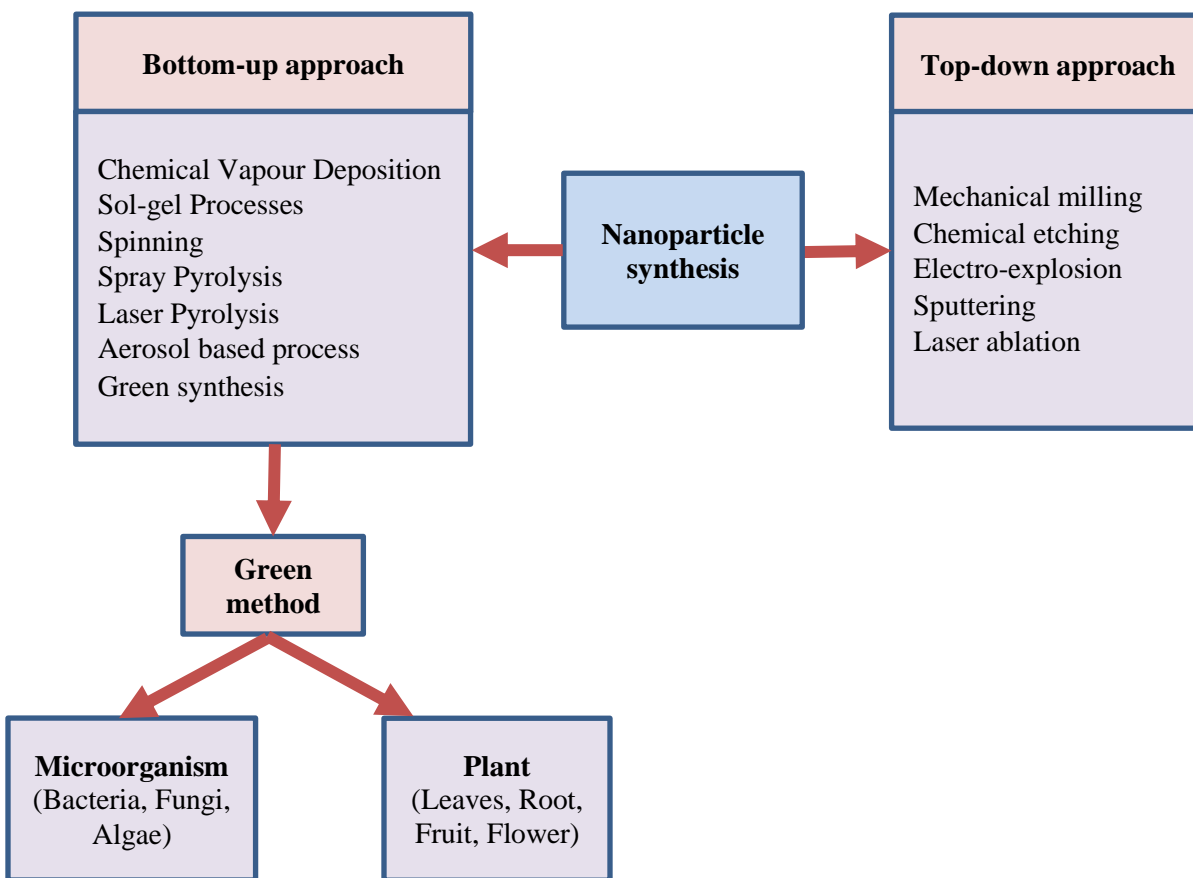 Bottom-up approach
Chemical Vapour Deposition
Sol-gel Processes
Spinning
Spray Pyrolysis
Laser Pyrolysis
Aerosol based process
Green synthesis
Nanoparticle
synthesis
Top-down approach
Mechanical milling
Chemical etching
Electro-explosion
Sputtering
Laser ablation
Green
method
Microorganism
(Bacteria, Fungi,
Algae)
Plant
(Leaves, Root,
Fruit, Flower)